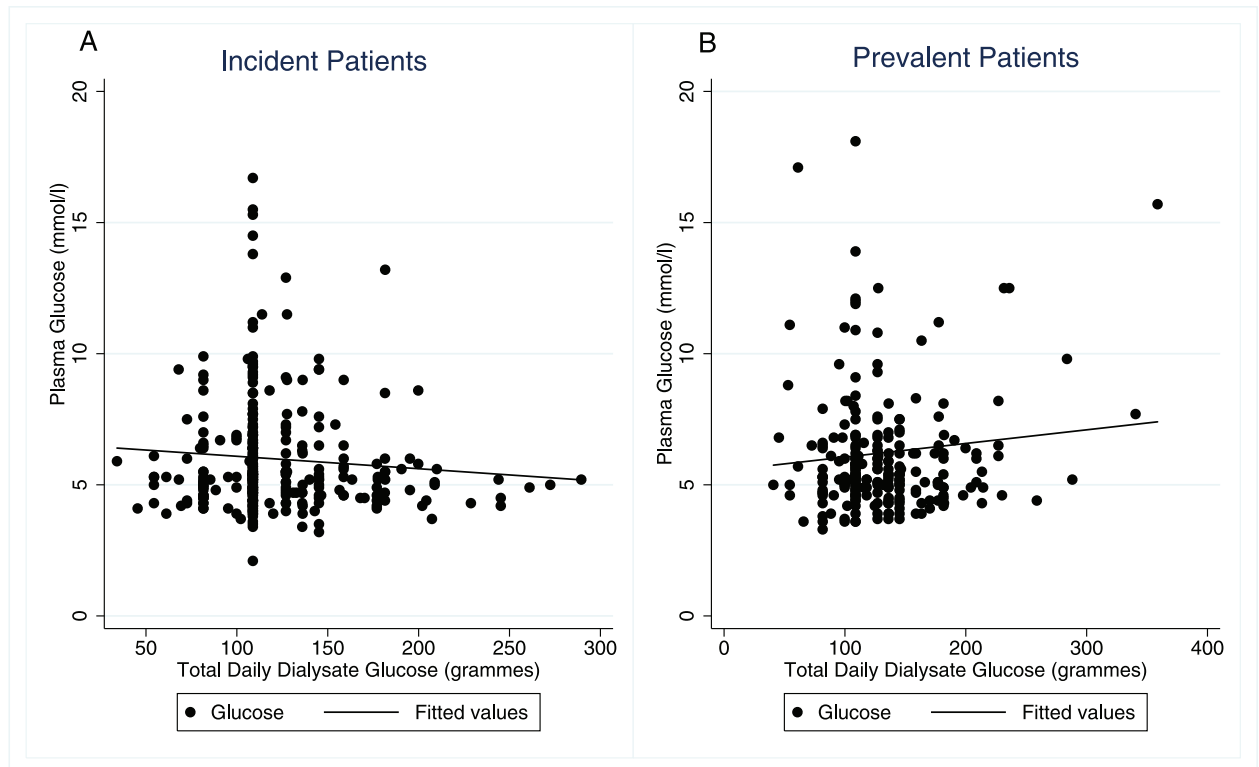 A
Incident Patients
20
15
10
5
0
Plasma Glucose (mmol/l)
50 100 150 200 250 300
Total Daily Dialysate Glucose (grammes)
Glucose Fitted values
B
Prevalent Patients
20
15
10
5
0
Plasma Glucose (mmol/l)
0 100 200 300 400
Total Daily Dialysate Glucose (grammes)
Glucose Fitted values